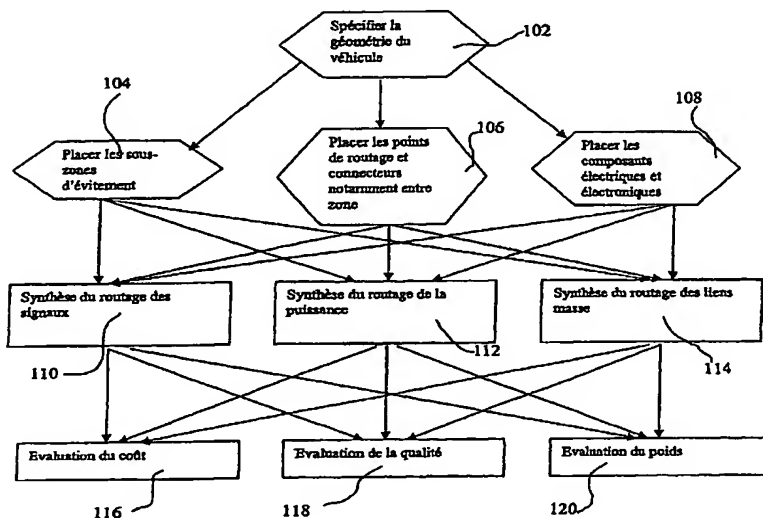 Spécifier la
géométrie du
véhicule
102
104
106
108
Placer les sous-
zones
d'évitement
Placer les points
de routage et
connecteurs
notamment entre
zone
Placer les
composants
électriques et
électroniques
Synthèse du routage des
signaux
Synthèse du routage de la
puissance
Synthèse du routage des liens
masse
110
112
114
Evaluation du coût
Evaluation de la qualité
Evaluation du poids
116
118
120